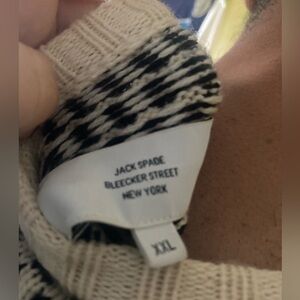 JACK SPADE
BLEECKER STREET
NEW YORK
XXL